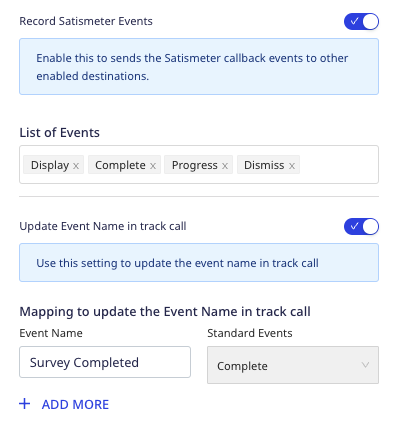 Record Satismeter Events
Enable this to sends the Satismeter callback events to other
enabled destinations.
List of Events
Display x Complete x Progress x Dismiss x
Update Event Name in track call
Use this setting to update the event name in track call
Mapping to update the Event Name in track call
Event Name Standard Events
Survey Completed Complete
+ ADD MORE